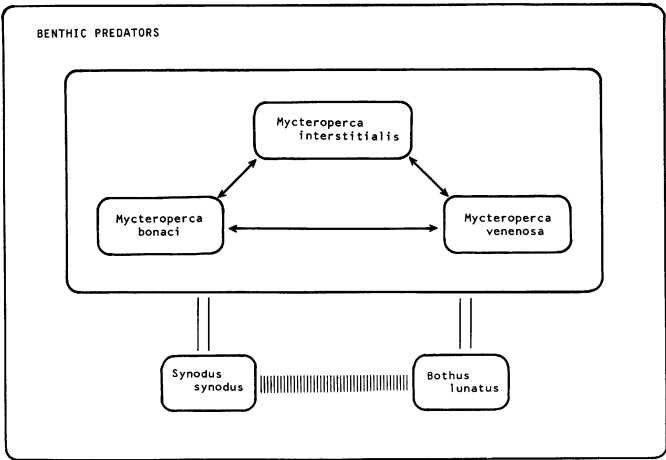 BENTHIC PREDATORS
Mycteroperca
interstitialis
Mycteroperca
bonaci
Mycteroperca
venenosa
Synodus
synodus
Bothus
lunatus